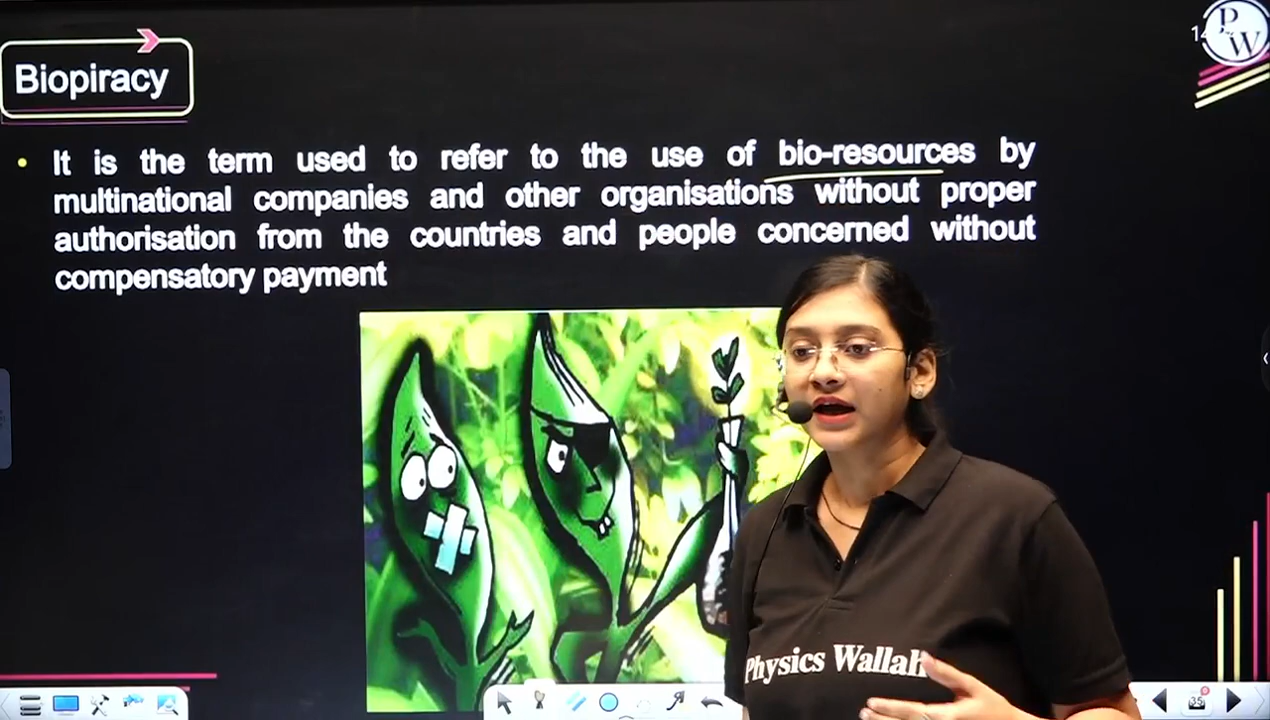 Biopiracy
P
W
• It is the term used to refer to the use of bio-resources by
multinational companies and other organisations without proper
authorisation from the countries and people concerned without
compensatory payment
Physics Wallah
35